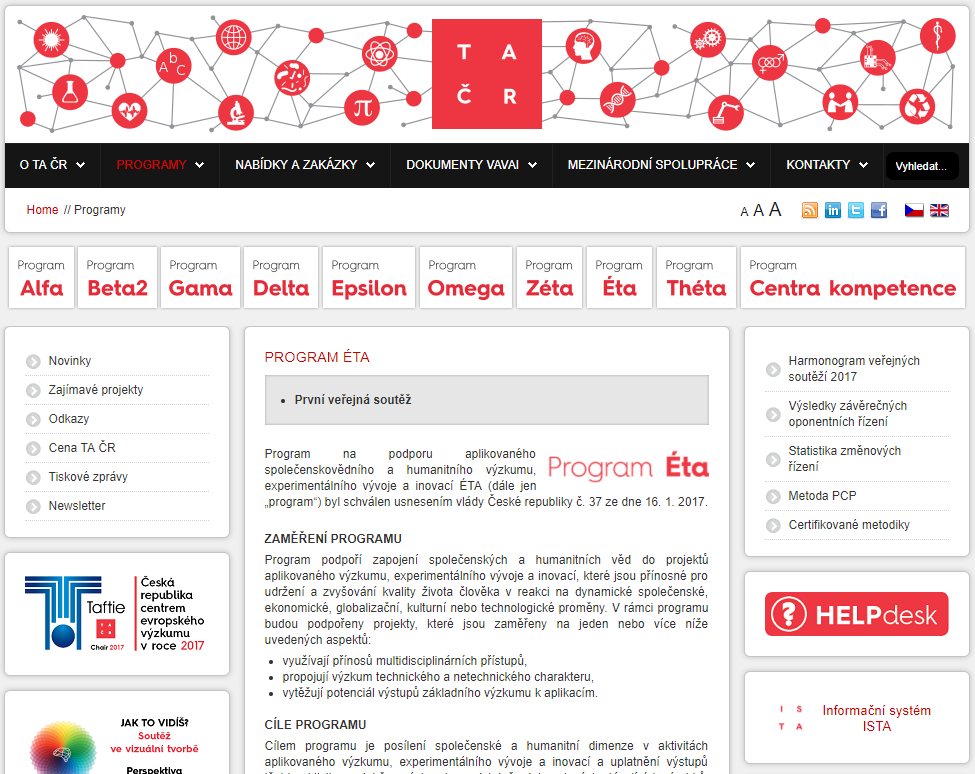 A b C
π
T A
Č R
O TA ČR
PROGRAMY
NABÍDKY A ZAKÁZKY
DOKUMENTY VAVAI
MEZINÁRODNÍ SPOLUPRÁCE
KONTAKTY
Vyhledat...
Home // Programy
A A A
in
t
f
Program Alfa
Program Beta2
Program Gama
Program Delta
Program Epsilon
Program Omega
Program Zéta
Program Éta
Program Théta
Program Centra kompetence
Novinky
Zajímavé projekty
Odkazy
Cena TA ČR
Tiskové zprávy
Newsletter
Taftie
T A
Č R
Chair 2017
Česká
republika
centrem
evropského
výzkumu
v roce 2017
JAK TO VIDÍŠ?
Soutěž
ve vizuální tvorbě
Perspektiva
PROGRAM ÉTA
První veřejná soutěž
Program Éta
Program na podporu aplikovaného
společenskovědního a humanitního výzkumu,
experimentálního vývoje a inovací ÉTA (dále jen
„program“) byl schválen usnesením vlády České republiky č. 37 ze dne 16. 1. 2017.
ZAMĚŘENÍ PROGRAMU
Program podpoří zapojení společenských a humanitních věd do projektů
aplikovaného výzkumu, experimentálního vývoje a inovací, které jsou přínosné pro
udržení a zvyšování kvality života člověka v reakci na dynamické společenské,
ekonomické, globalizační, kulturní nebo technologické proměny. V rámci programu
budou podpořeny projekty, které jsou zaměřeny na jeden nebo více níže
uvedených aspektů:
využívají přínosů multidisciplinárních přístupů,
propojují výzkum technického a netechnického charakteru,
vytěžují potenciál výstupů základního výzkumu k aplikacím.
CÍLE PROGRAMU
Cílem programu je posílení společenské a humanitní dimenze v aktivitách
aplikovaného výzkumu, experimentálního vývoje a inovací a uplatnění výstupů
Harmonogram veřejných
soutěží 2017
Výsledky závěrečných
oponentních řízení
Statistika změnových
řízení
Metoda PCP
Certifikované metodiky
? HELPdesk
I S
T A
Informační systém
ISTA